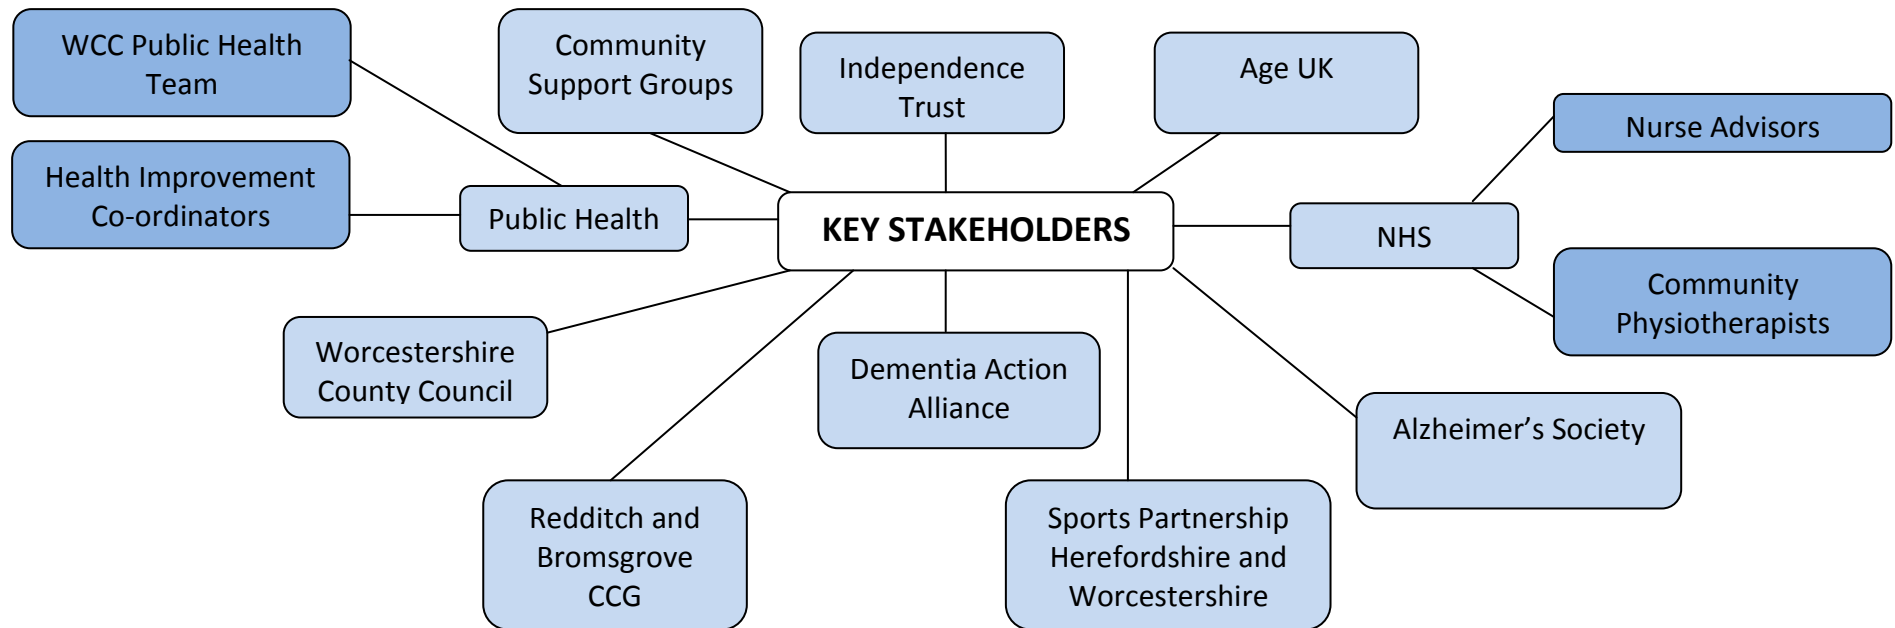 WCC Public Health
Team
Community
Support Groups
Independence
Trust
Age UK
Nurse Advisors
Health Improvement
Co-ordinators
Public Health
KEY STAKEHOLDERS
NHS
Community
Physiotherapists
Worcestershire
County Council
Dementia Action
Alliance
Alzheimer’s Society
Redditch and
Bromsgrove
CCG
Sports Partnership
Herefordshire and
Worcestershire